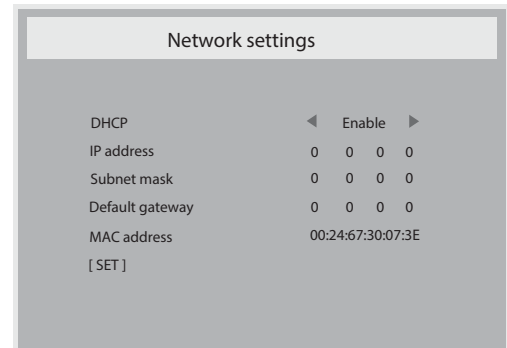 Network settings
DHCP Enable
IP address 0 0 0 0
Subnet mask 0 0 0 0
Default gateway 0 0 0 0
MAC address 00:24:67:30:07:3E
[ SET ]